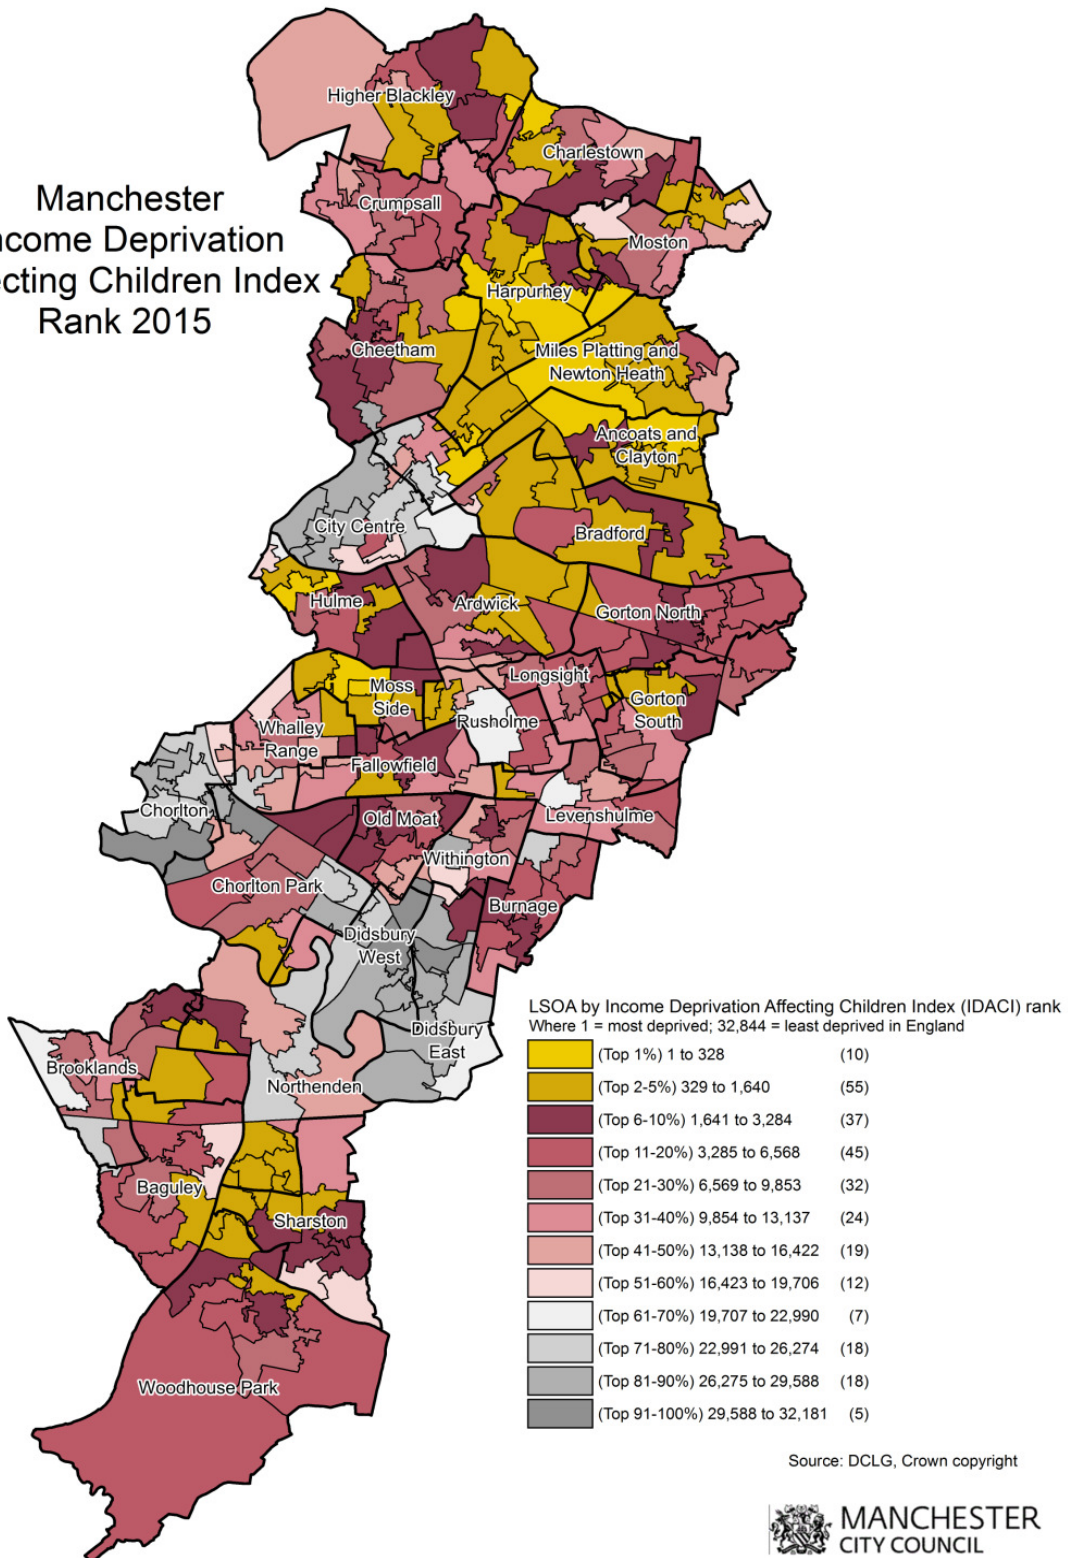 Manchester
ncome Deprivation
ecting Children Index
Rank 2015
Higher Blackley
Charlestown
Crumpsall
Moston
Harpurhey
Cheetham
Miles Platting and
Newton Heath
Ancoats and
Clayton
City Centre
Bradford
Hulme
Ardwick
Gorton North
Longsight
Moss
Side
Gorton
South
Rusholme
Whalley
Range
Fallowfield
Chorlton
Old Moat
Levenshulme
Withington
Chorlton Park
Burnage
Didsbury
West
Didsbury
East
Brooklands
Northenden
Baguley
Sharston
Woodhouse Park
LSOA by Income Deprivation Affecting Children Index (IDACI) rank
Where 1 = most deprived; 32,844 = least deprived in England
(Top 1%) 1 to 328 (10)
(Top 2-5%) 329 to 1,640 (55)
(Top 6-10%) 1,641 to 3,284 (37)
(Top 11-20%) 3,285 to 6,568 (45)
(Top 21-30%) 6,569 to 9,853 (32)
(Top 31-40%) 9,854 to 13,137 (24)
(Top 41-50%) 13,138 to 16,422 (19)
(Top 51-60%) 16,423 to 19,706 (12)
(Top 61-70%) 19,707 to 22,990 (7)
(Top 71-80%) 22,991 to 26,274 (18)
(Top 81-90%) 26,275 to 29,588 (18)
(Top 91-100%) 29,588 to 32,181 (5)
Source: DCLG, Crown copyright
MANCHESTER
CITY COUNCIL